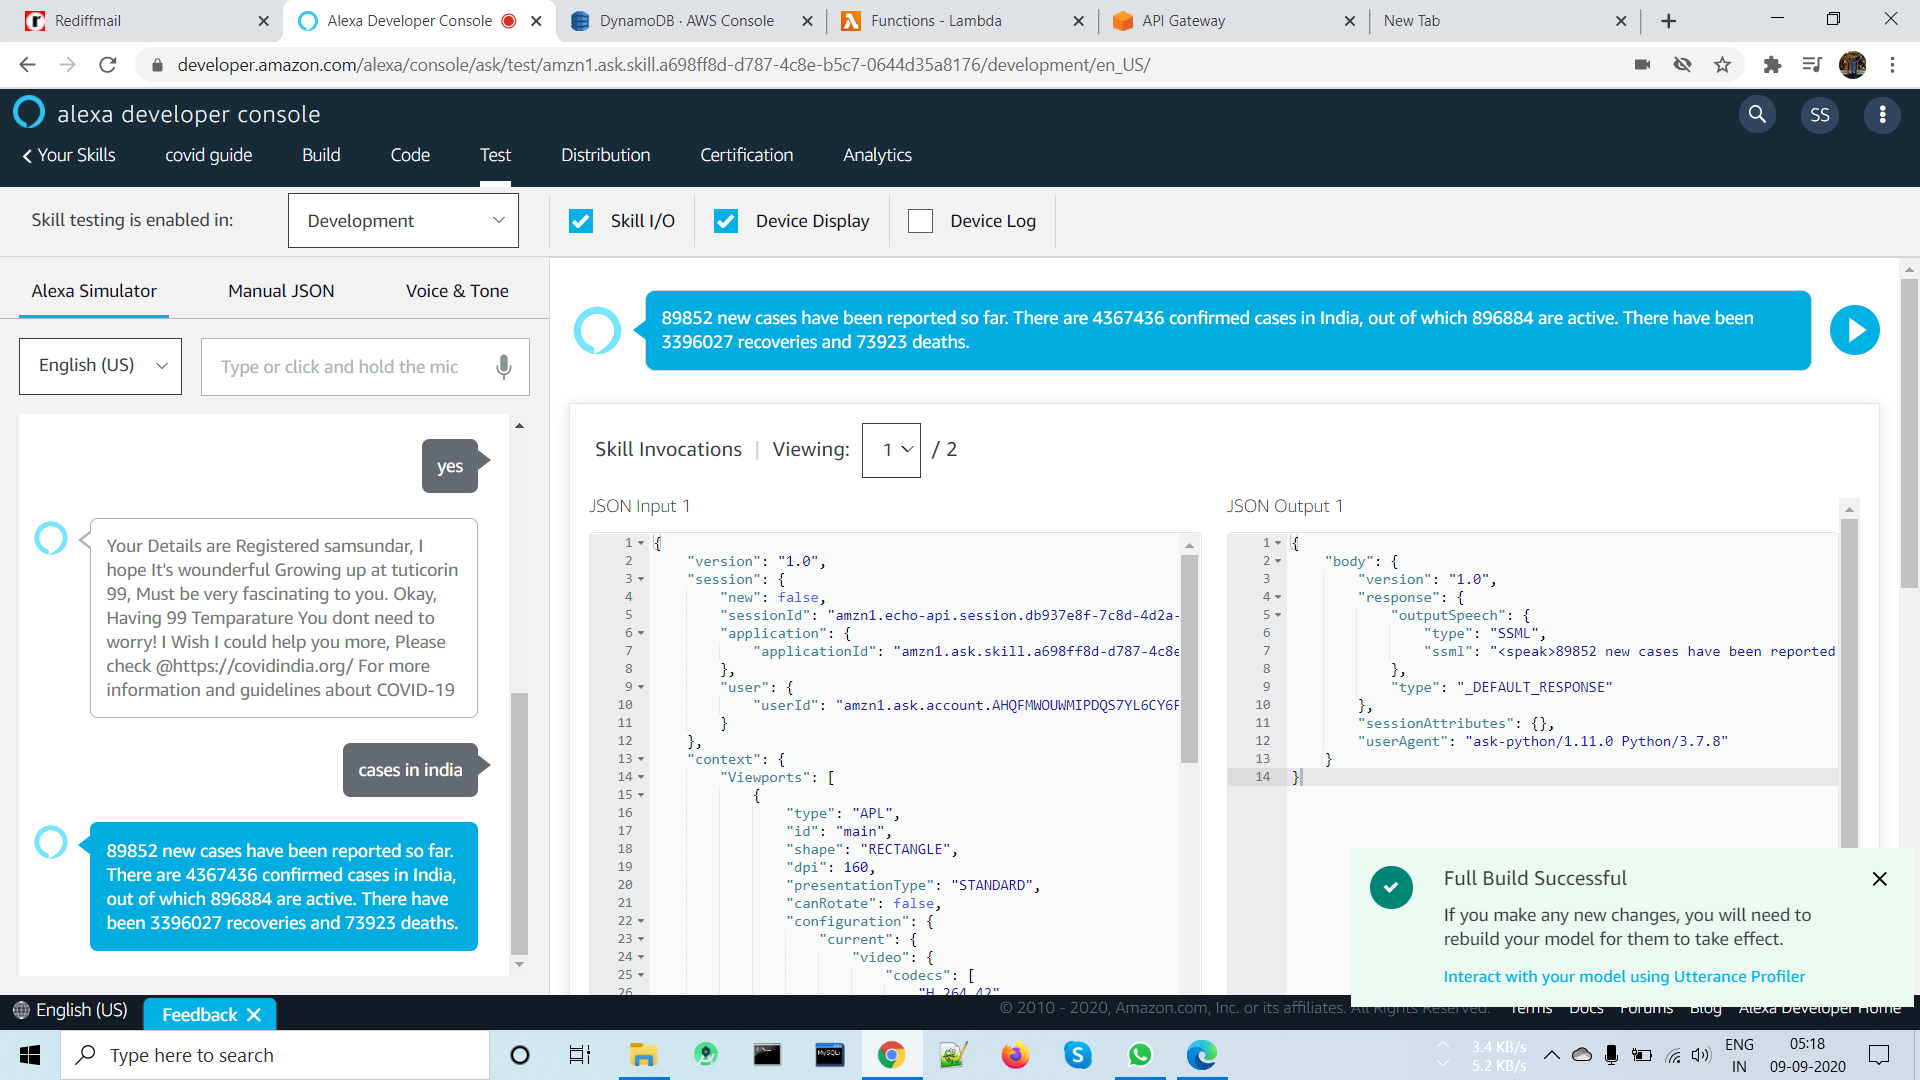 Rediffmail
Alexa Developer Console
DynamoDB · AWS Console
Functions - Lambda
API Gateway
New Tab
developer.amazon.com/alexa/console/ask/test/amzn1.ask.skill.a698ff8d-d787-4c8e-b5c7-0644d35a8176/development/en_US/
alexa developer console
SS
Your Skills
covid guide
Build
Code
Test
Distribution
Certification
Analytics
Skill testing is enabled in:
Development
Skill I/O
Device Display
Device Log
Alexa Simulator
Manual JSON
Voice & Tone
English (US)
Type or click and hold the mic
yes
Your Details are Registered samsundar, I
hope It's wounderful Growing up at tuticorin
99, Must be very fascinating to you. Okay,
Having 99 Temparature You dont need to
worry! I Wish I could help you more, Please
check @https://covidindia.org/ For more
information and guidelines about COVID-19
cases in india
89852 new cases have been reported so far.
There are 4367436 confirmed cases in India,
out of which 896884 are active. There have
been 3396027 recoveries and 73923 deaths.
89852 new cases have been reported so far. There are 4367436 confirmed cases in India, out of which 896884 are active. There have been
3396027 recoveries and 73923 deaths.
Skill Invocations | Viewing: 1 / 2
JSON Input 1
1 {
2 "version": "1.0",
3 "session": {
4 "new": false,
5 "sessionId": "amzn1.echo-api.session.db937e8f-7c8d-4d2a-
6 "application": {
7 "applicationId": "amzn1.ask.skill.a698ff8d-d787-4c8e
8 },
9 "user": {
10 "userId": "amzn1.ask.account.AHQFMWOUWMIPDQS7YL6CY6F
11 }
12 },
13 "context": {
14 "Viewports": [
15 {
16 "type": "APL",
17 "id": "main",
18 "shape": "RECTANGLE",
19 "dpi": 160,
20 "presentationType": "STANDARD",
21 "canRotate": false,
22 "configuration": {
23 "current": {
24 "video": {
25 "codecs": [
26 "H_264_42"
JSON Output 1
1 {
2 "body": {
3 "version": "1.0",
4 "response": {
5 "outputSpeech": {
6 "type": "SSML",
7 "ssml": "<speak>89852 new cases have been reported
8 },
9 "type": "_DEFAULT_RESPONSE"
10 },
11 "sessionAttributes": {},
12 "userAgent": "ask-python/1.11.0 Python/3.7.8"
13 }
14 }
Full Build Successful
If you make any new changes, you will need to
rebuild your model for them to take effect.
Interact with your model using Utterance Profiler
English (US)
Feedback
© 2010 - 2020, Amazon.com, Inc. or its affiliates. All Rights Reserved.
Terms
Docs
Forums
Blog
Alexa Developer Home
Type here to search
MySQL
3.4 KB/s
5.2 KB/s
ENG
IN
05:18
09-09-2020